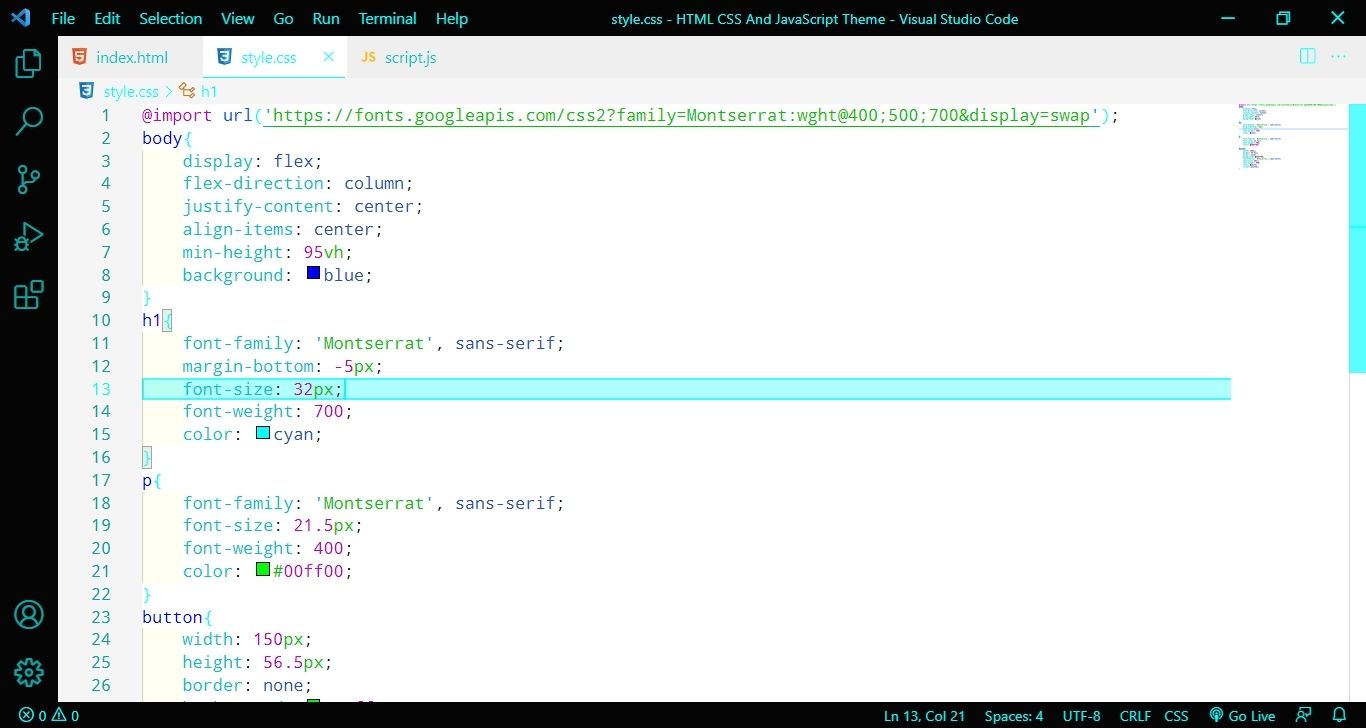 File Edit Selection View Go Run Terminal Help style.css - HTML CSS And JavaScript Theme - Visual Studio Code
index.html style.css JS script.js
style.css > h1
1 @import url('https://fonts.googleapis.com/css2?family=Montserrat:wght@400;500;700&display=swap');
2 body{
3 display: flex;
4 flex-direction: column;
5 justify-content: center;
6 align-items: center;
7 min-height: 95vh;
8 background: blue;
9 }
10 h1{
11 font-family: 'Montserrat', sans-serif;
12 margin-bottom: -5px;
13 font-size: 32px;
14 font-weight: 700;
15 color: cyan;
16 }
17 p{
18 font-family: 'Montserrat', sans-serif;
19 font-size: 21.5px;
20 font-weight: 400;
21 color: #00ff00;
22 }
23 button{
24 width: 150px;
25 height: 56.5px;
26 border: none;
0 0 Ln 13, Col 21 Spaces: 4 UTF-8 CRLF CSS Go Live